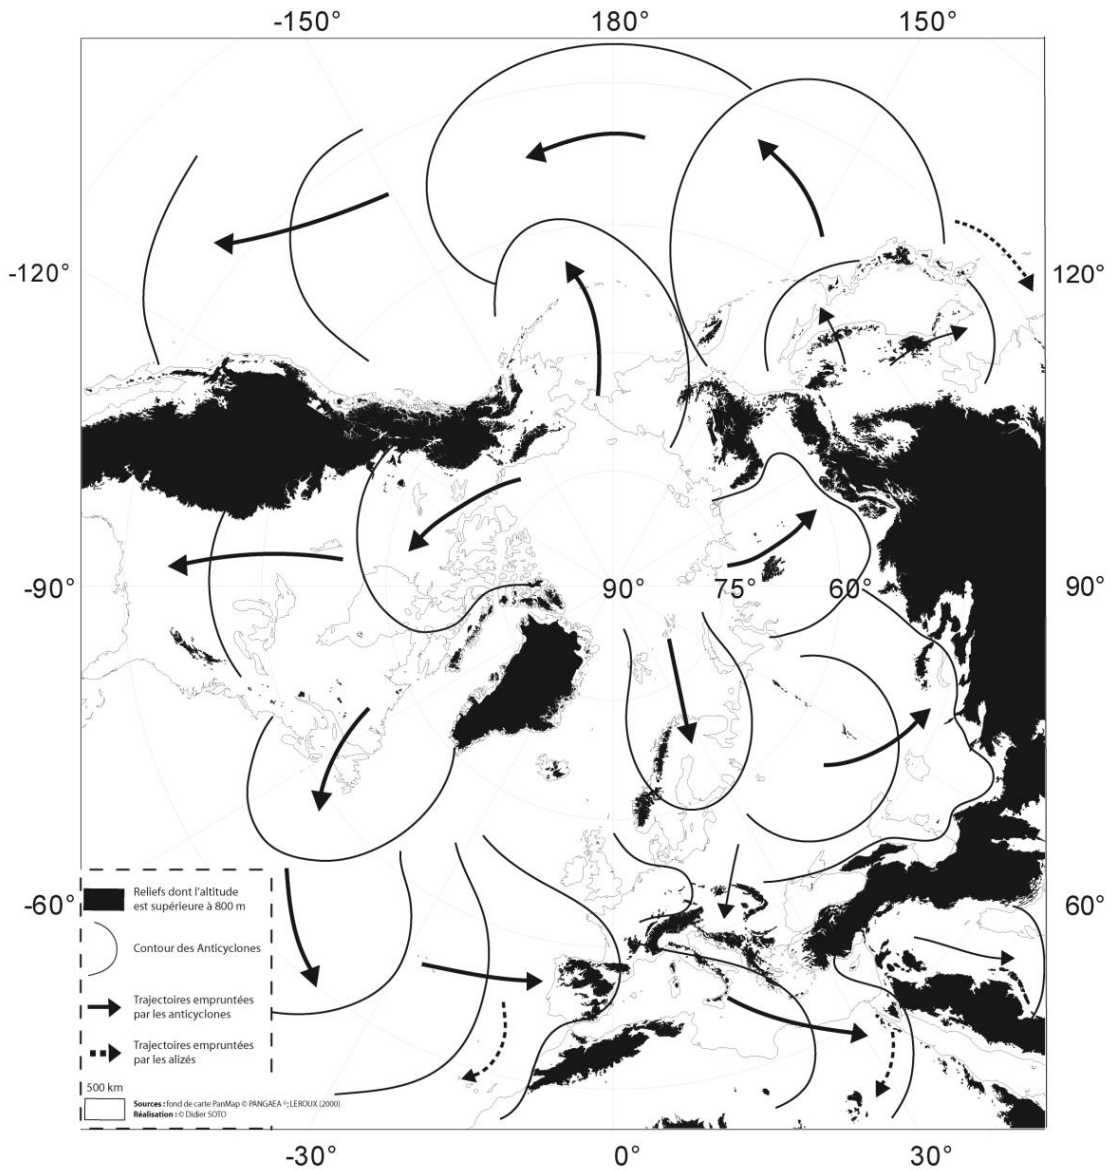 -150°
180°
150°
-120°
120°
-90°
90°
75°
60°
90°
-60°
60°
Reliefs dont l'altitude
est supérieure à 800 m
Contour des Anticyclones
Trajectoires empruntées
par les anticyclones
Trajectoires empruntées
par les alizés
500 km
Sources : fond de carte PanMap © PANGAEA ®; LEROUX (2000)
Réalisation : © Didier SOTO
-30°
0°
30°